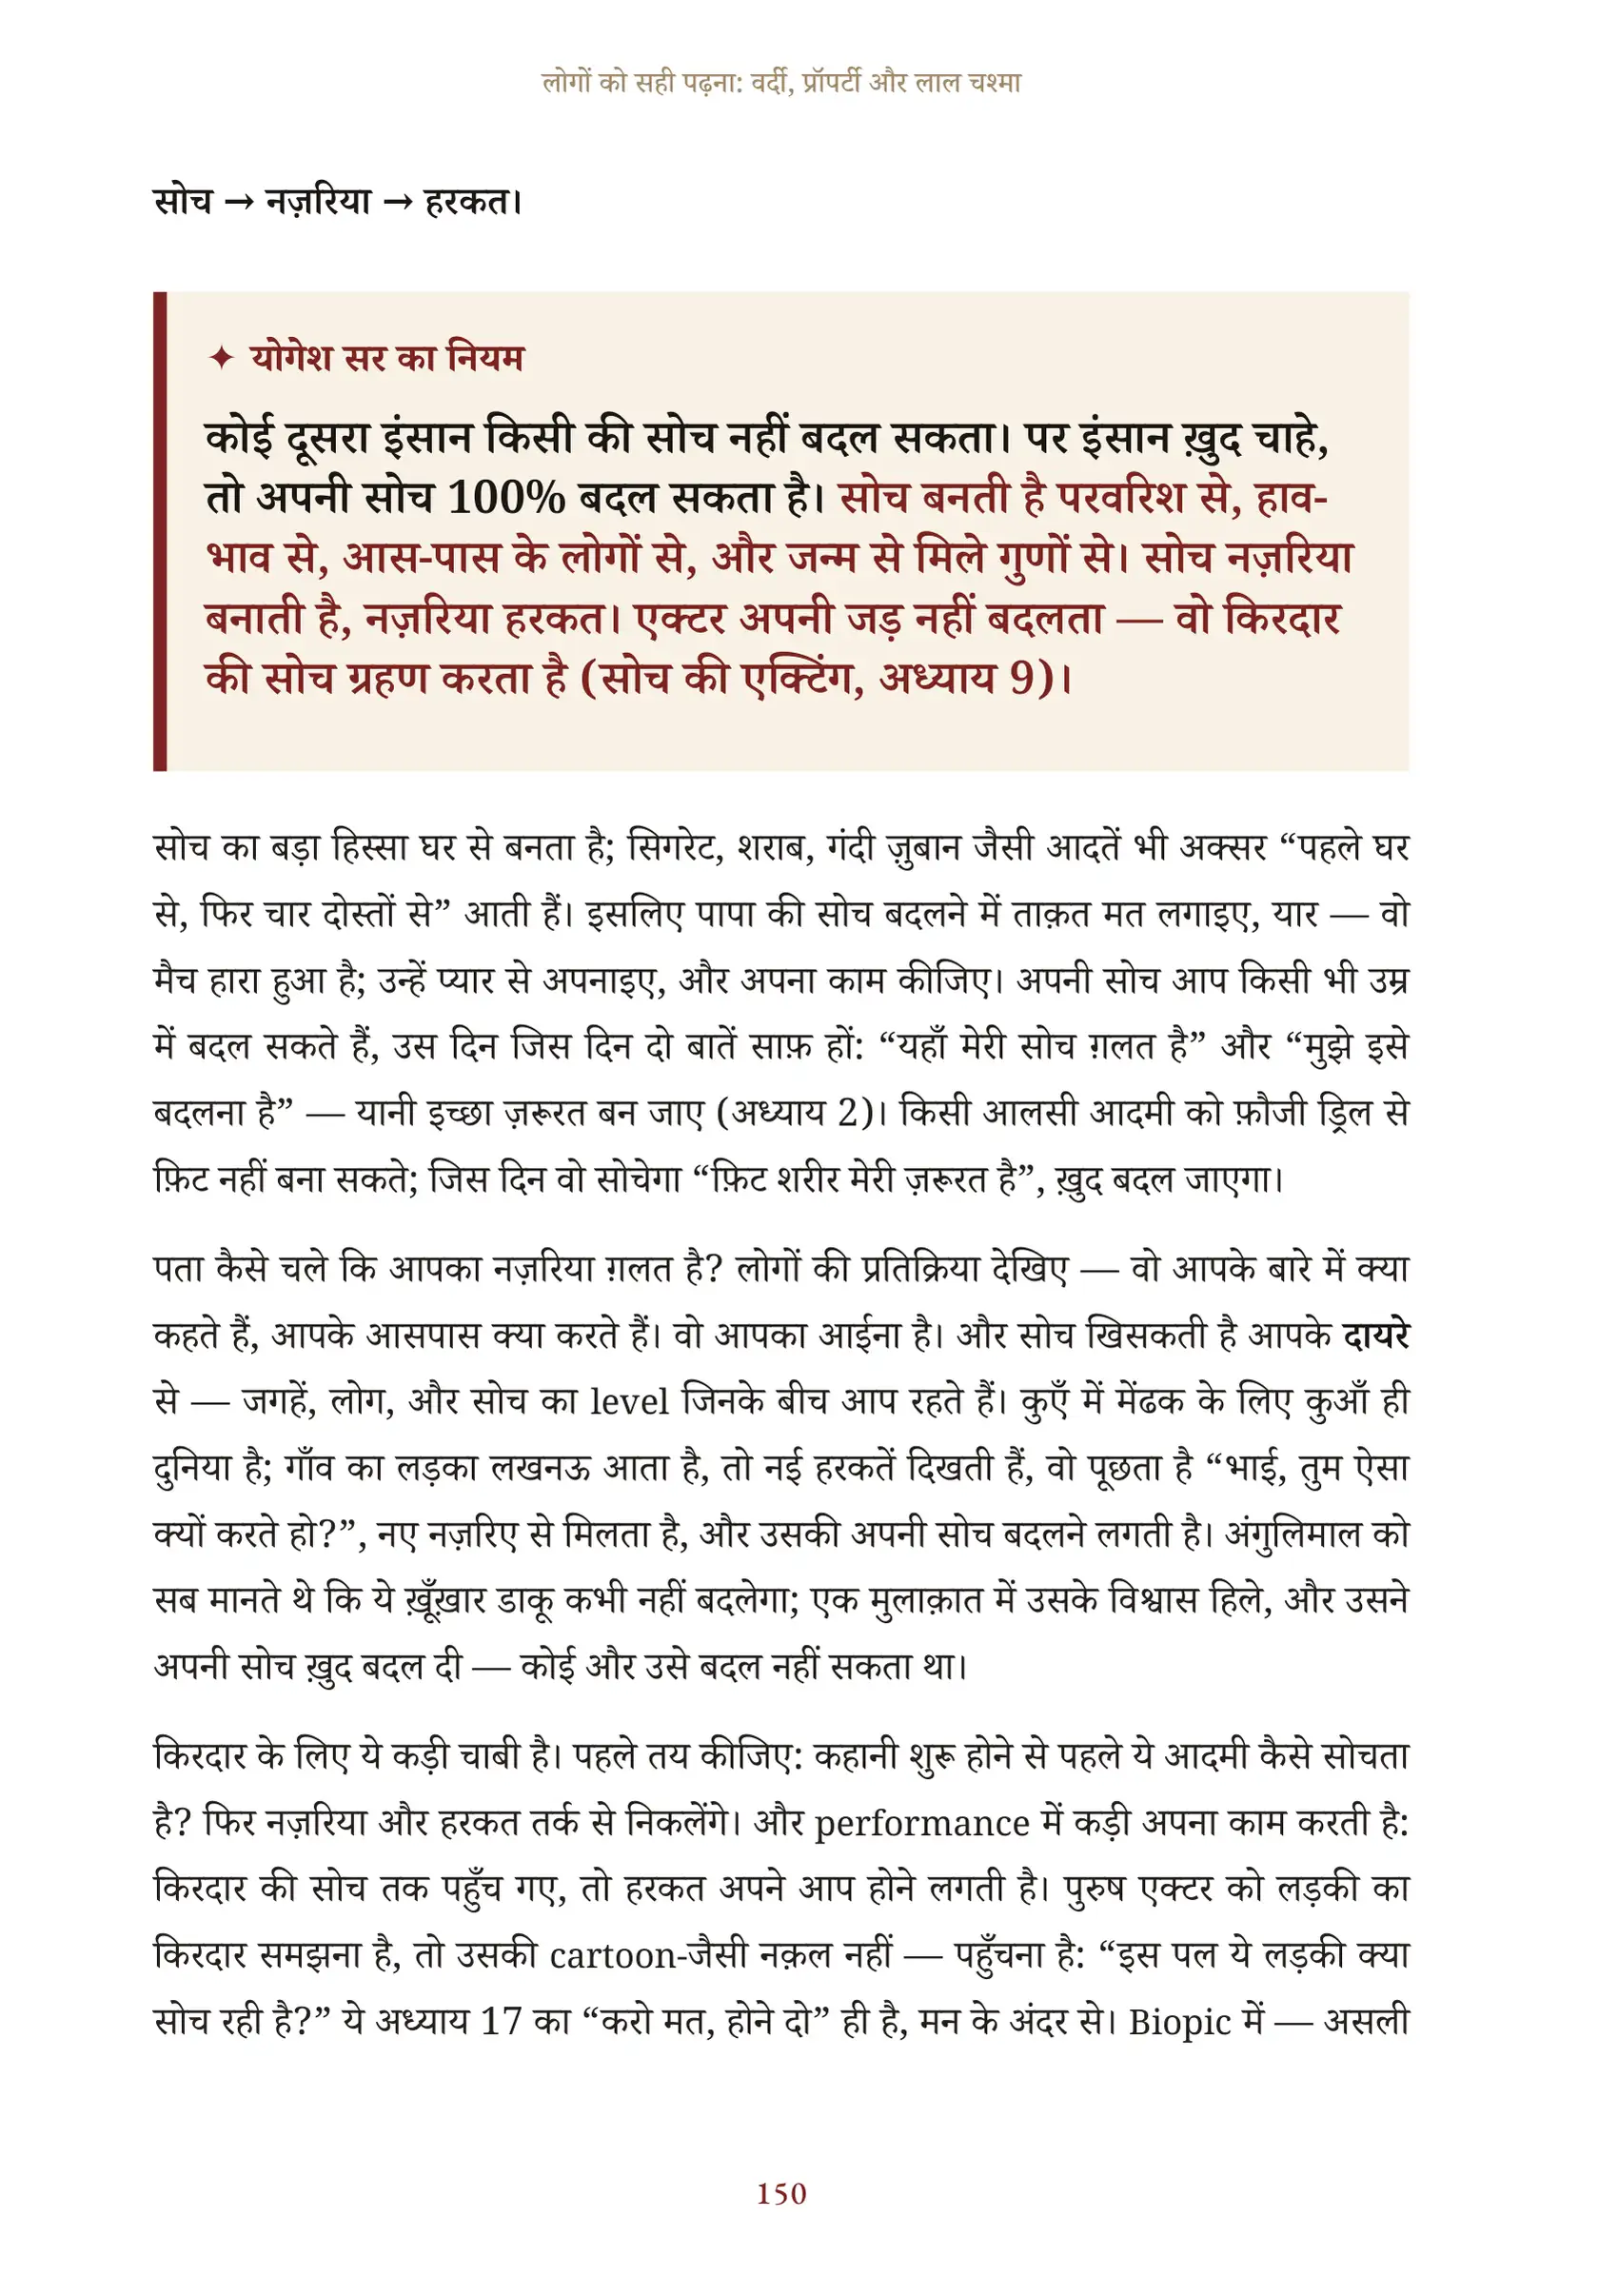 लोगों को सही पढ़ना: वर्दी, प्रॉपर्टी और लाल चश्मा
सोच → नज़रिया → हरकत।
✦ योगेश सर का नियम
कोई दूसरा इंसान किसी की सोच नहीं बदल सकता। पर इंसान ख़ुद चाहे,
तो अपनी सोच 100% बदल सकता है। सोच बनती है परवरिश से, हाव-
भाव से, आस-पास के लोगों से, और जन्म से मिले गुणों से। सोच नज़रिया
बनाती है, नज़रिया हरकत। एक्टर अपनी जड़ नहीं बदलता — वो किरदार
की सोच ग्रहण करता है (सोच की एक्टिंग, अध्याय 9)।
सोच का बड़ा हिस्सा घर से बनता है; सिगरेट, शराब, गंदी ज़ुबान जैसी आदतें भी अक्सर “पहले घर
से, फिर चार दोस्तों से” आती हैं। इसलिए पापा की सोच बदलने में ताक़त मत लगाइए, यार — वो
मैच हारा हुआ है; उन्हें प्यार से अपनाइए, और अपना काम कीजिए। अपनी सोच आप किसी भी उम्र
में बदल सकते हैं, उस दिन जिस दिन दो बातें साफ़ हों: “यहाँ मेरी सोच ग़लत है” और “मुझे इसे
बदलना है” — यानी इच्छा ज़रूरत बन जाए (अध्याय 2)। किसी आलसी आदमी को फ़ौजी ड्रिल से
फ़िट नहीं बना सकते; जिस दिन वो सोचेगा “फ़िट शरीर मेरी ज़रूरत है”, ख़ुद बदल जाएगा।
पता कैसे चले कि आपका नज़रिया ग़लत है? लोगों की प्रतिक्रिया देखिए — वो आपके बारे में क्या
कहते हैं, आपके आसपास क्या करते हैं। वो आपका आईना है। और सोच खिसकती है आपके दायरे
से — जगहें, लोग, और सोच का level जिनके बीच आप रहते हैं। कुएँ में मेंढक के लिए कुआँ ही
दुनिया है; गाँव का लड़का लखनऊ आता है, तो नई हरकतें दिखती हैं, वो पूछता है “भाई, तुम ऐसा
क्यों करते हो?”, नए नज़रिए से मिलता है, और उसकी अपनी सोच बदलने लगती है। अंगुलिमाल को
सब मानते थे कि ये ख़ूँख़ार डाकू कभी नहीं बदलेगा; एक मुलाक़ात में उसके विश्वास हिले, और उसने
अपनी सोच ख़ुद बदल दी — कोई और उसे बदल नहीं सकता था।
किरदार के लिए ये कड़ी चाबी है। पहले तय कीजिए: कहानी शुरू होने से पहले ये आदमी कैसे सोचता
है? फिर नज़रिया और हरकत तर्क से निकलेंगे। और performance में कड़ी अपना काम करती है:
किरदार की सोच तक पहुँच गए, तो हरकत अपने आप होने लगती है। पुरुष एक्टर को लड़की का
किरदार समझना है, तो उसकी cartoon-जैसी नक़ल नहीं — पहुँचना है: “इस पल ये लड़की क्या
सोच रही है?” ये अध्याय 17 का “करो मत, होने दो” ही है, मन के अंदर से। Biopic में — असली
150